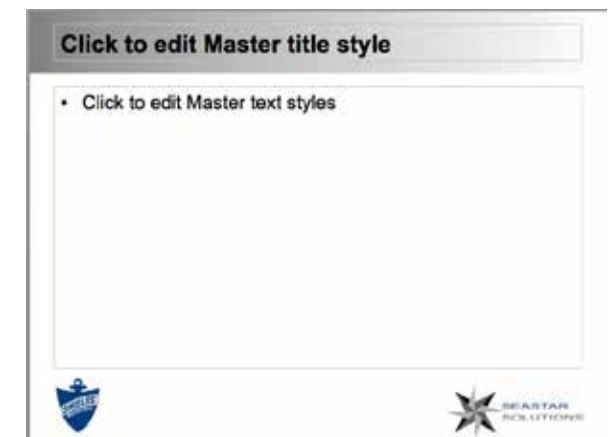 Click to edit Master title style
• Click to edit Master text styles
SEASTAR
SOLUTIONS